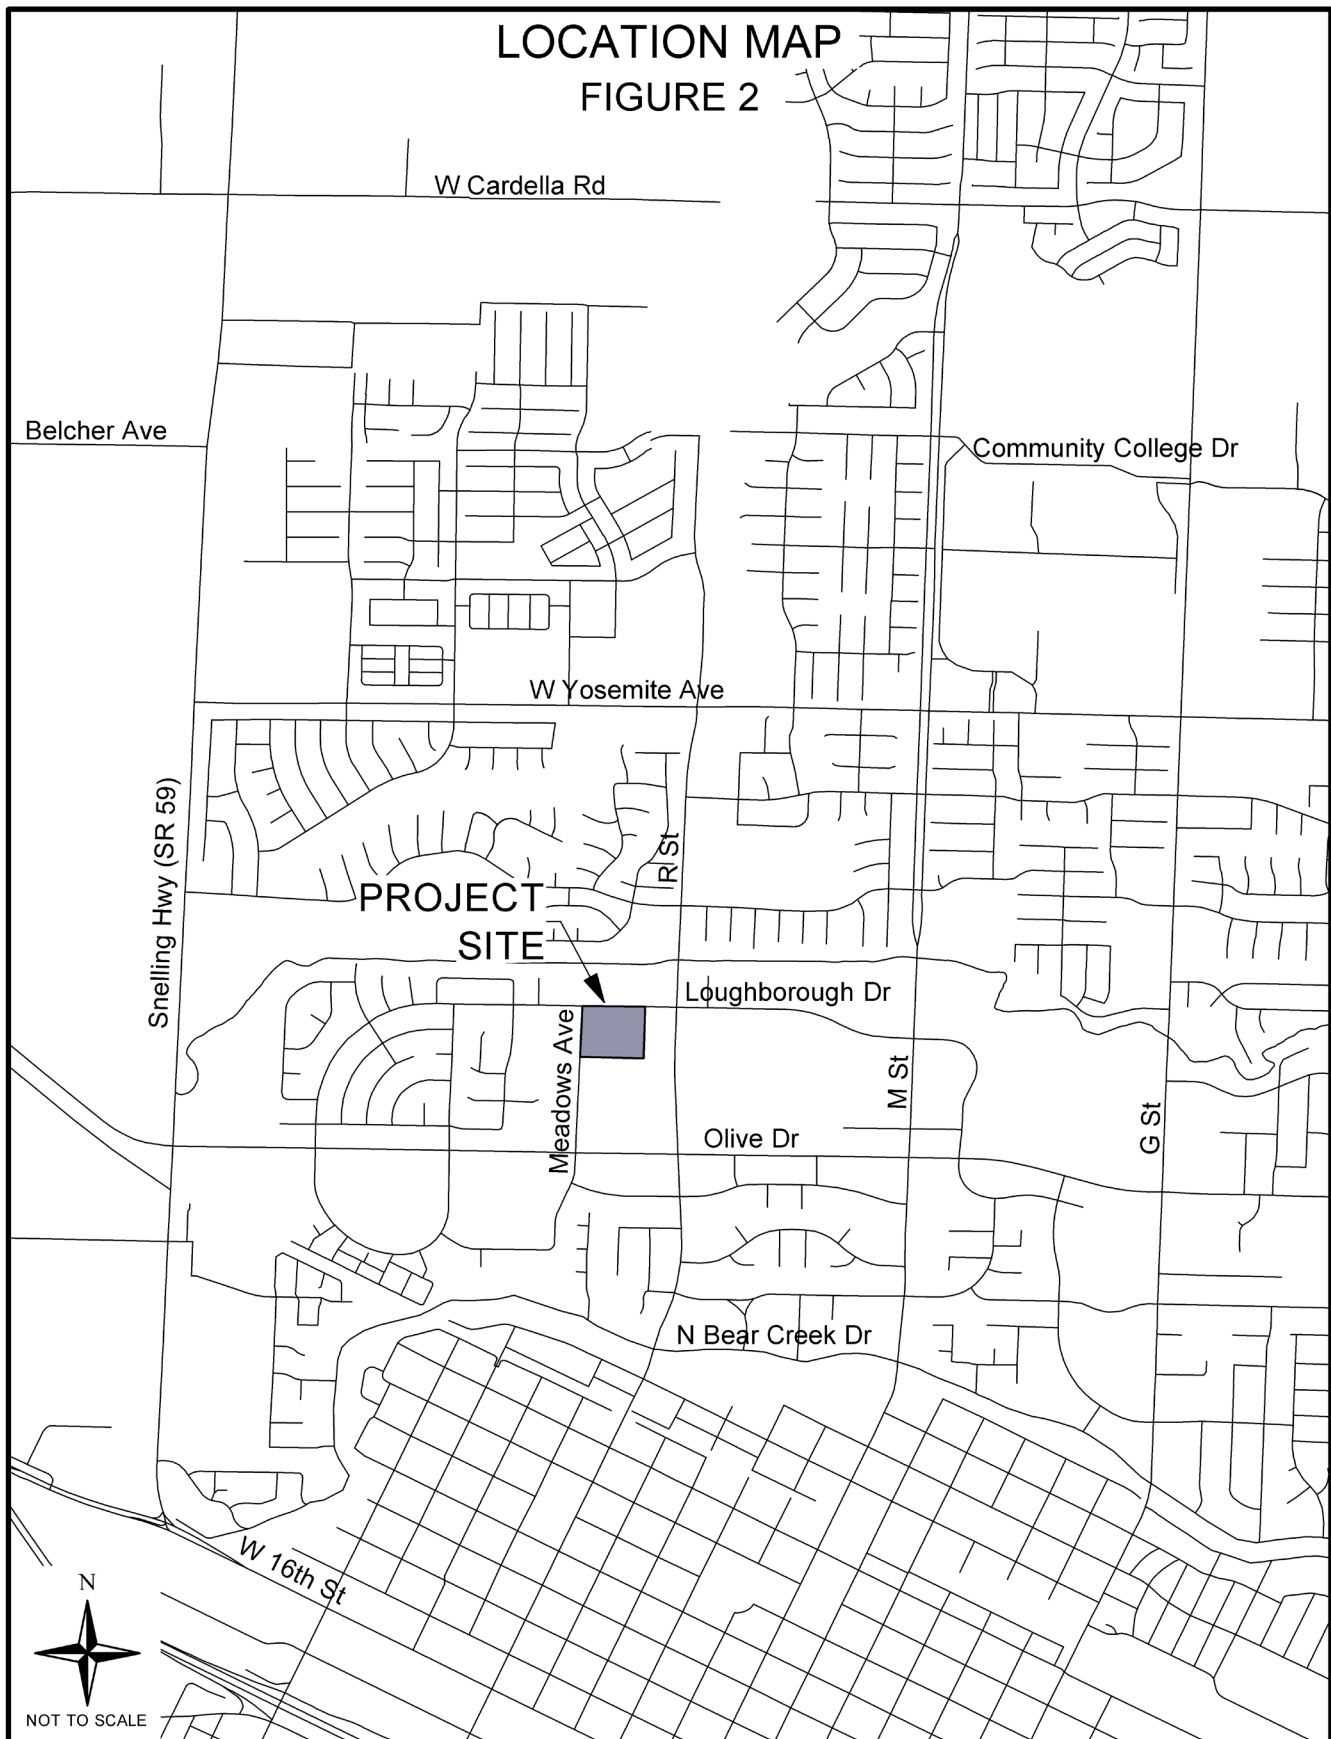 LOCATION MAP
FIGURE 2
W Cardella Rd
Belcher Ave
Community College Dr
W Yosemite Ave
Snelling Hwy (SR 59)
R St
PROJECT
SITE
Loughborough Dr
Meadows Ave
M St
G St
Olive Dr
N Bear Creek Dr
W 16th St
N
NOT TO SCALE